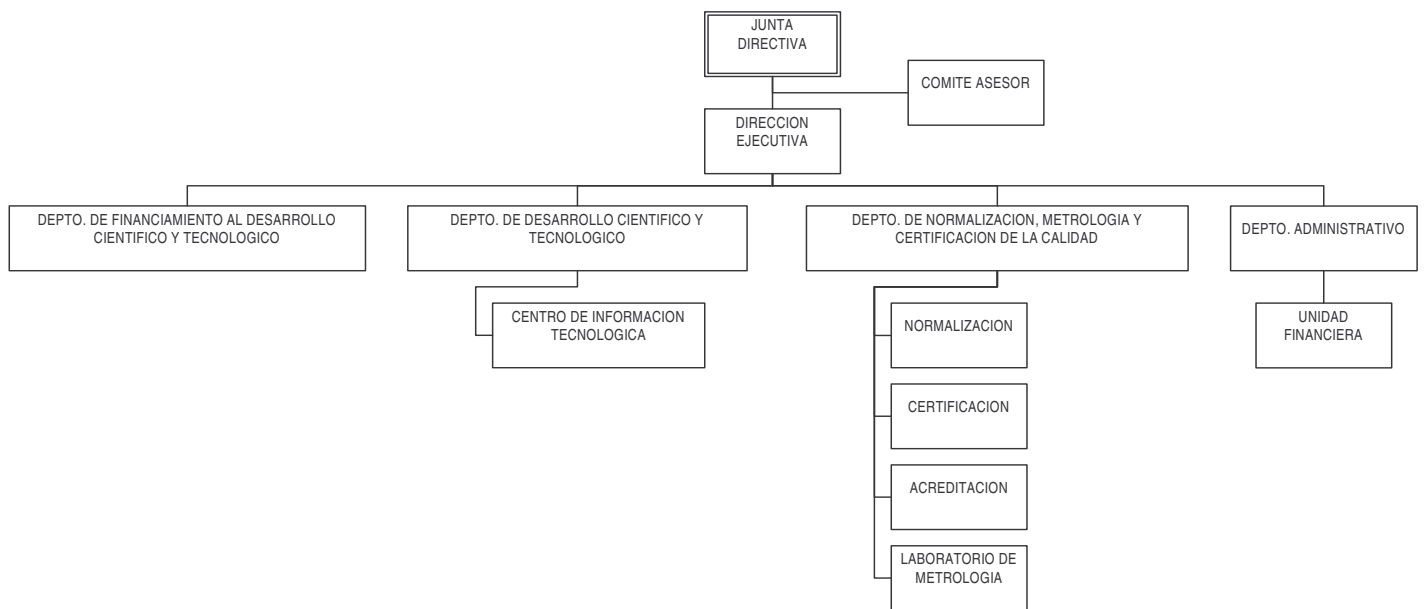 JUNTA
DIRECTIVA
COMITE ASESOR
DIRECCION
EJECUTIVA
DEPTO. DE FINANCIAMIENTO AL DESARROLLO
CIENTIFICO Y TECNOLOGICO
DEPTO. DE DESARROLLO CIENTIFICO Y
TECNOLOGICO
DEPTO. DE NORMALIZACION, METROLOGIA Y
CERTIFICACION DE LA CALIDAD
DEPTO. ADMINISTRATIVO
CENTRO DE INFORMACION
TECNOLOGICA
NORMALIZACION
UNIDAD
FINANCIERA
CERTIFICACION
ACREDITACION
LABORATORIO DE
METROLOGIA